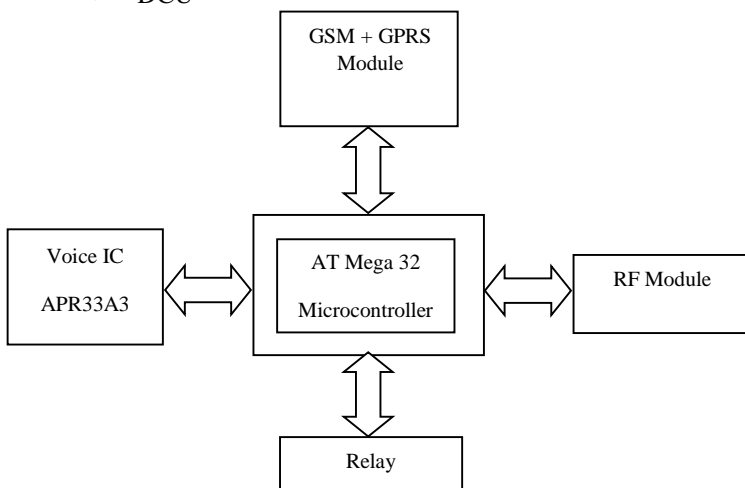 GSM + GPRS
Module
Voice IC
APR33A3
AT Mega 32
Microcontroller
RF Module
Relay